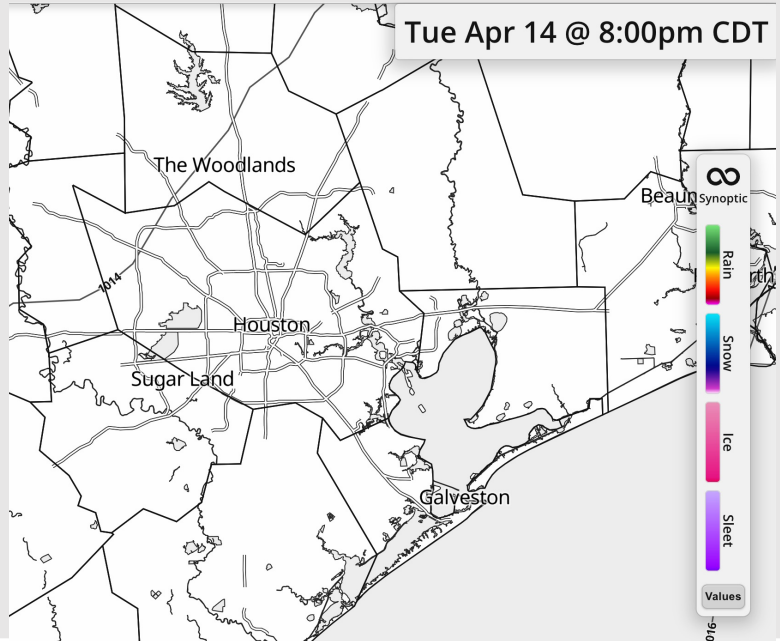 Tue Apr 14 @ 8:00pm CDT
The Woodlands
Beaum
Synoptic
Rain
1014
Snow
Houston
Sugar Land
Ice
Galveston
Sleet
Values